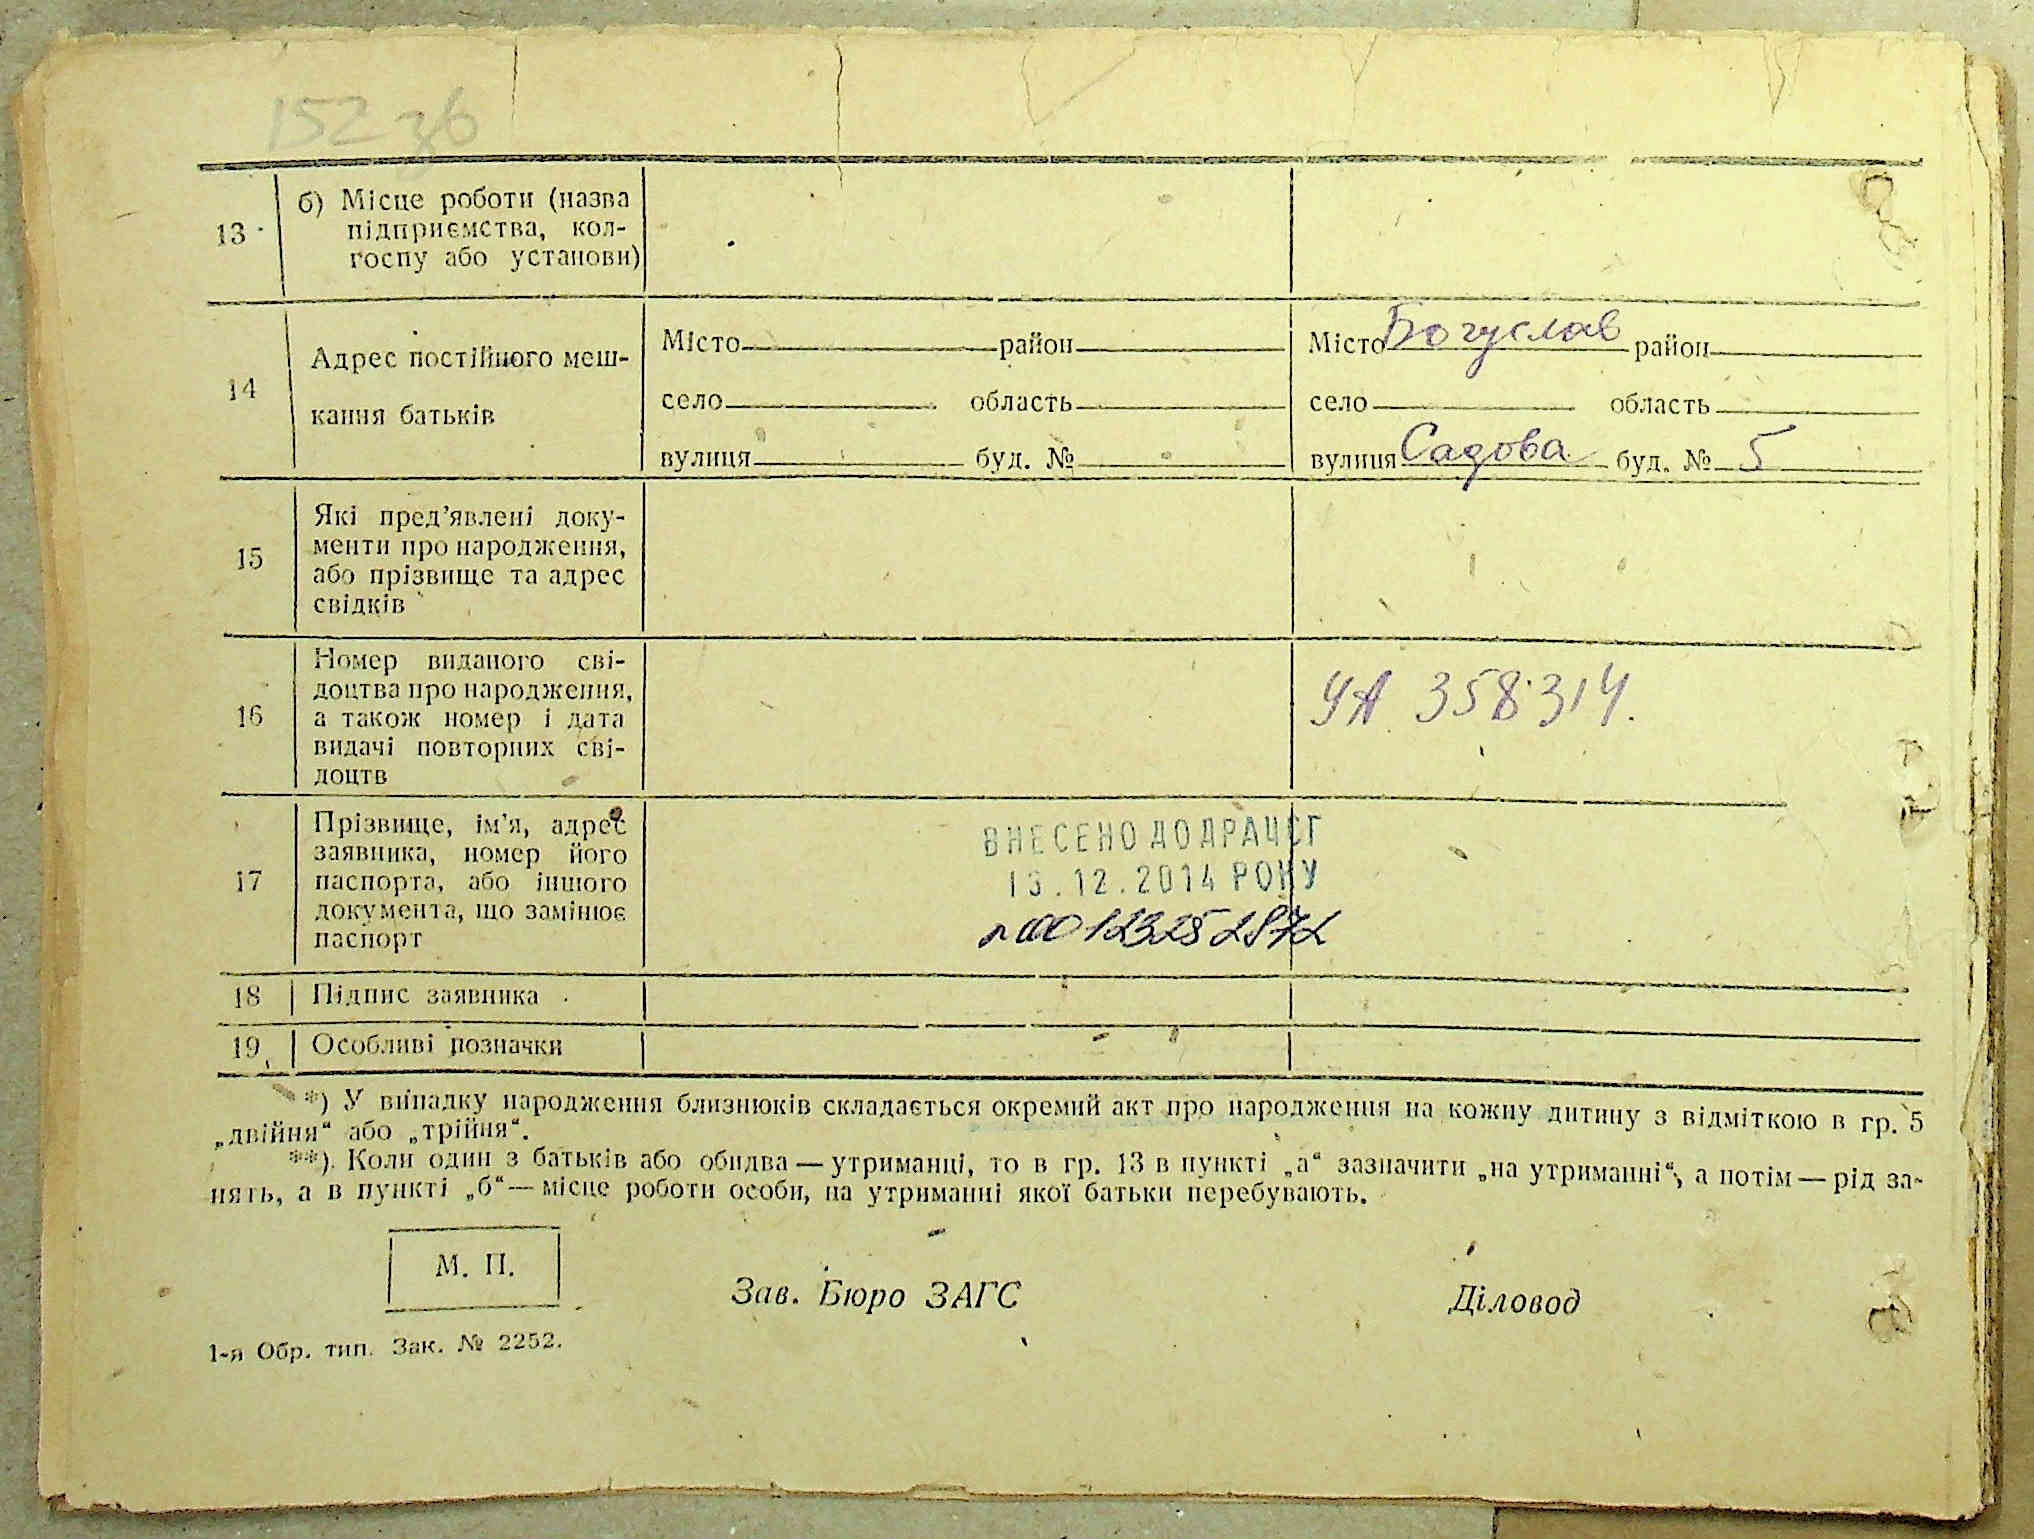 152 зб
13 б) Місце роботи (назва
підприємства, кол-
госпу або установи)
14 Адрес постійного меш-
кання батьків
Місто район
село область
вулиця буд. №
Місто Богуслав район
село область
вулиця Садова буд. № 5
15 Які пред’явлені доку-
менти про народження,
або прізвище та адрес
свідків
16 Номер виданого сві-
доцтва про народження,
а також номер і дата
видачі повторних сві-
доцтв
УА 358314.
17 Прізвище, ім’я, адрес
заявника, номер його
паспорта, або іншого
документа, що замінює
паспорт
ВНЕСЕНО ДО ДРАЦСГ
13.12.2014 РОКУ
18 Підпис заявника
19 Особливі позначки
*) У випадку народження близнюків складається окремий акт про народження на кожну дитину з відміткою в гр. 5
„двійня“ або „трійня“.
**). Коли один з батьків або обидва — утриманці, то в гр. 13 в пункті „а“ зазначити „на утриманні“, а потім — рід за-
нять, а в пункті „б“ — місце роботи особи, на утриманні якої батьки перебувають.
М. П.
Зав. Бюро ЗАГС Діловод
1-я Обр. тип. Зак. № 2252.